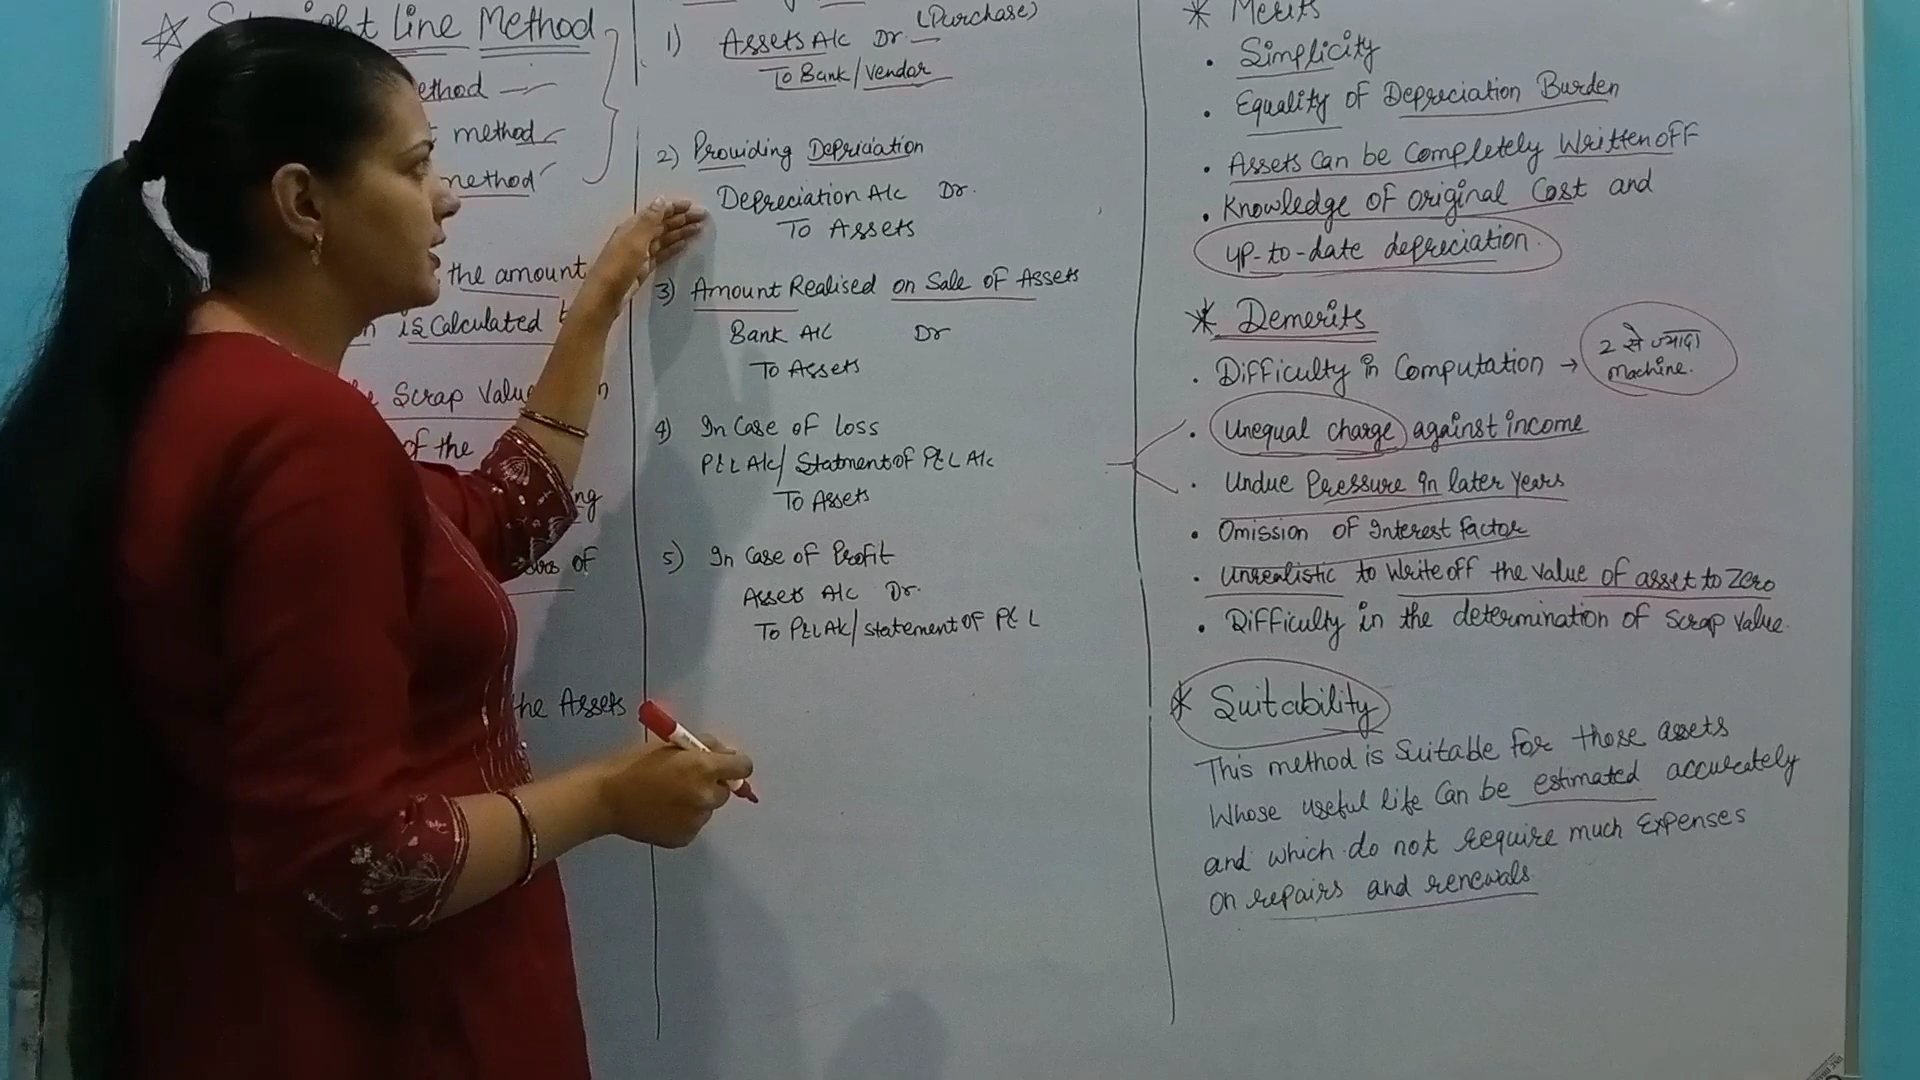 Line Method
ethod
method
method
the amount
is Calculated
Scrap Value
of the
ng
of
the Assets
1) Assets A/c Dr. (Purchase)
To Bank/Vendor
2) Providing Depriciation
Depreciation A/c Dr.
To Assets
3) Amount Realised on Sale of Assets
Bank A/c Dr
To Assets
4) In Case of Loss
P&L A/c/ Statment of P&L A/c
To Assets
5) In Case of Profit
Assets A/c Dr.
To P&L A/c/ Statement of P&L
* Merits
• Simplicity
• Equality of Depreciation Burden
• Assets Can be Completely Written off
• Knowledge of original Cost and
up-to-date depreciation.
* Demerits
• Difficulty in Computation → 2 से ज्यादा
machine.
• Unequal charge against income
• Undue Pressure in later years
• Omission of Interest factor
• Unrealistic to write off the value of asset to zero
• Difficulty in the determination of Scrap value.
* Suitability
This method is Suitable for those assets
Whose useful life Can be estimated accurately
and which do not require much Expenses
on repairs and renewals.